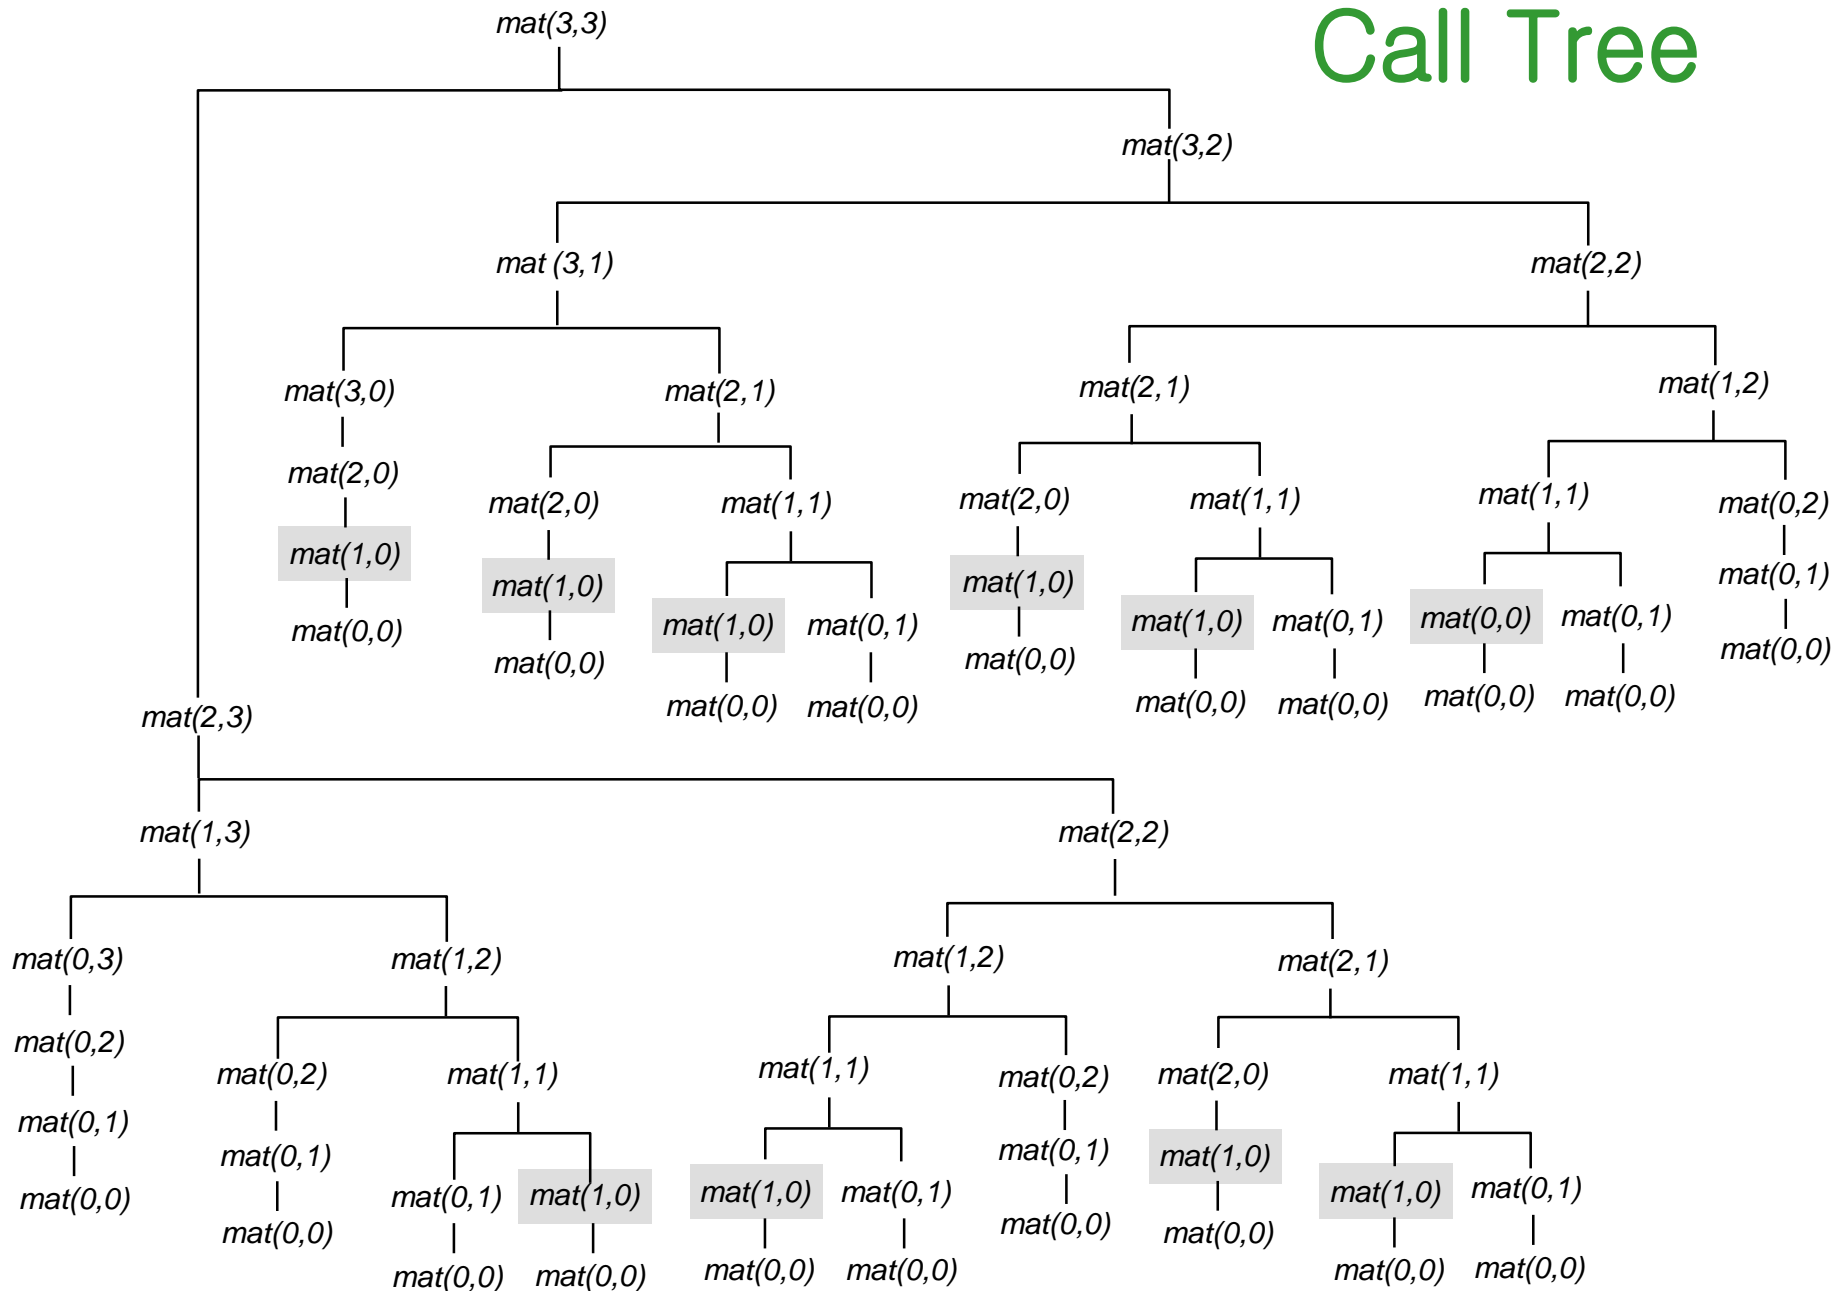 Call Tree
mat(3,3)
mat(3,2)
mat (3,1)
mat(2,2)
mat(3,0)
mat(2,1)
mat(2,1)
mat(1,2)
mat(2,0)
mat(2,0)
mat(1,1)
mat(2,0)
mat(1,1)
mat(1,1)
mat(0,2)
mat(1,0)
mat(1,0)
mat(1,0)
mat(0,1)
mat(1,0)
mat(1,0)
mat(0,1)
mat(0,0)
mat(0,1)
mat(0,1)
mat(0,0)
mat(0,0)
mat(0,0)
mat(0,0)
mat(0,0)
mat(0,0)
mat(0,0)
mat(0,0)
mat(0,0)
mat(0,0)
mat(2,3)
mat(1,3)
mat(2,2)
mat(0,3)
mat(1,2)
mat(1,2)
mat(2,1)
mat(0,2)
mat(0,2)
mat(1,1)
mat(1,1)
mat(0,2)
mat(2,0)
mat(1,1)
mat(0,1)
mat(0,1)
mat(0,1)
mat(1,0)
mat(1,0)
mat(0,1)
mat(0,1)
mat(1,0)
mat(1,0)
mat(0,1)
mat(0,0)
mat(0,0)
mat(0,0)
mat(0,0)
mat(0,0)
mat(0,0)
mat(0,0)
mat(0,0)
mat(0,0)
mat(0,0)